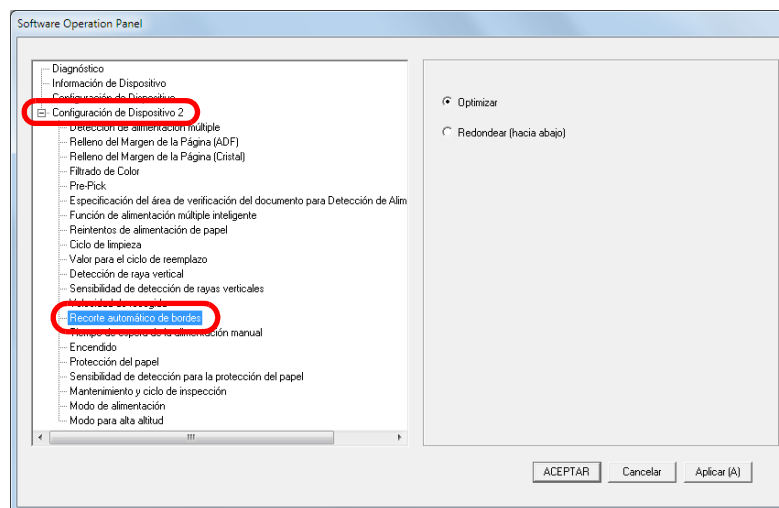 Software Operation Panel
Diagnóstico
Información de Dispositivo
Configuración de Dispositivo
Configuración de Dispositivo 2
Detección de alimentación múltiple
Relleno del Margen de la Página (ADF)
Relleno del Margen de la Página (Cristal)
Filtrado de Color
Pre-Pick
Especificación del área de verificación del documento para Detección de Alim
Función de alimentación múltiple inteligente
Reintentos de alimentación de papel
Ciclo de limpieza
Valor para el ciclo de reemplazo
Detección de raya vertical
Sensibilidad de detección de rayas verticales
Velocidad de recogida
Recorte automático de bordes
Tiempo de espera de la alimentación manual
Encendido
Protección del papel
Sensibilidad de detección para la protección del papel
Mantenimiento y ciclo de inspección
Modo de alimentación
Modo para alta altitud
Optimizar
Redondear (hacia abajo)
ACEPTAR
Cancelar
Aplicar (A)